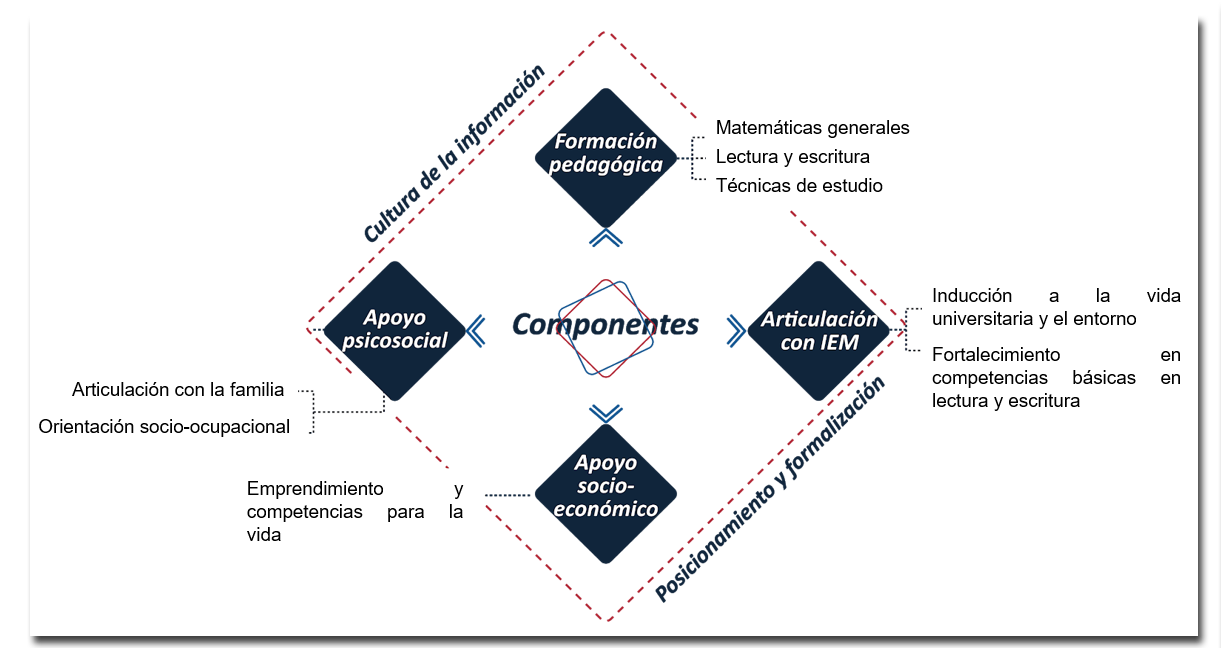 Cultura de la información
Formación
pedagógica
Matemáticas generales
Lectura y escritura
Técnicas de estudio
Apoyo
psicosocial
Componentes
Articulación
con IEM
Inducción a la vida
universitaria y el entorno
Fortalecimiento en
competencias básicas en
lectura y escritura
Articulación con la familia
Orientación socio-ocupacional
Apoyo
socio-
económico
Emprendimiento y
competencias para la
vida
Posicionamiento y formalización